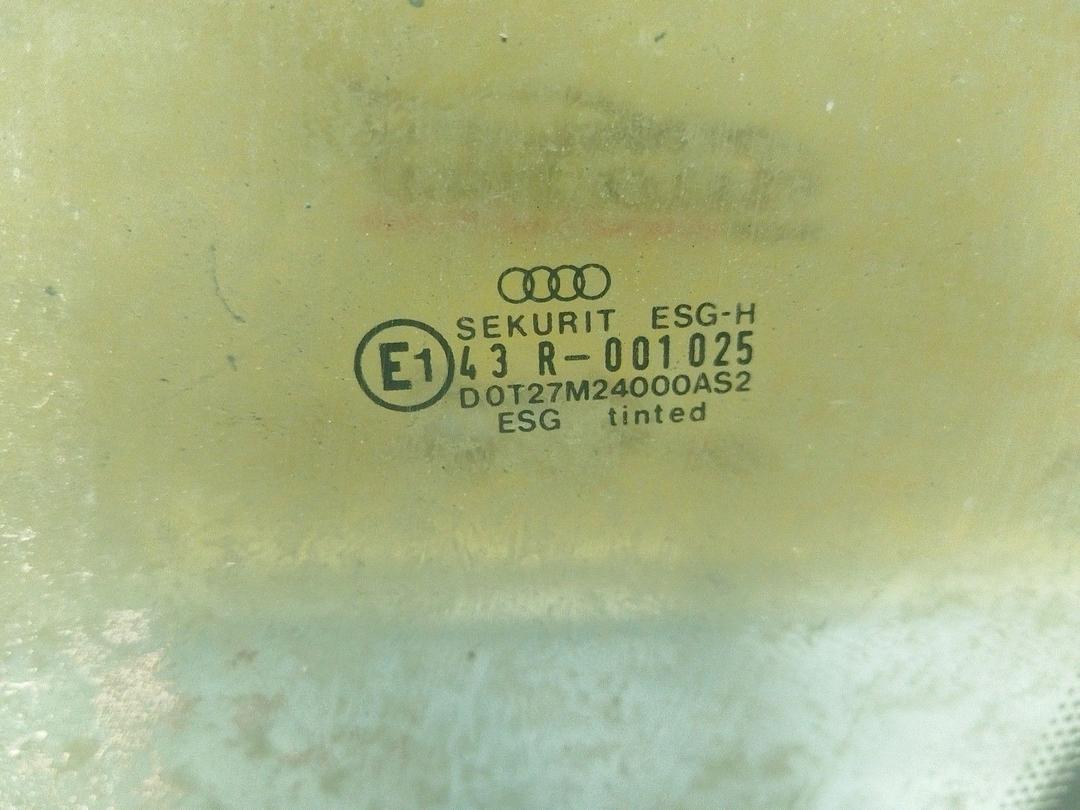 SEKURIT ESG-H
E1 43 R-001025
DOT27M24000AS2
ESG tinted